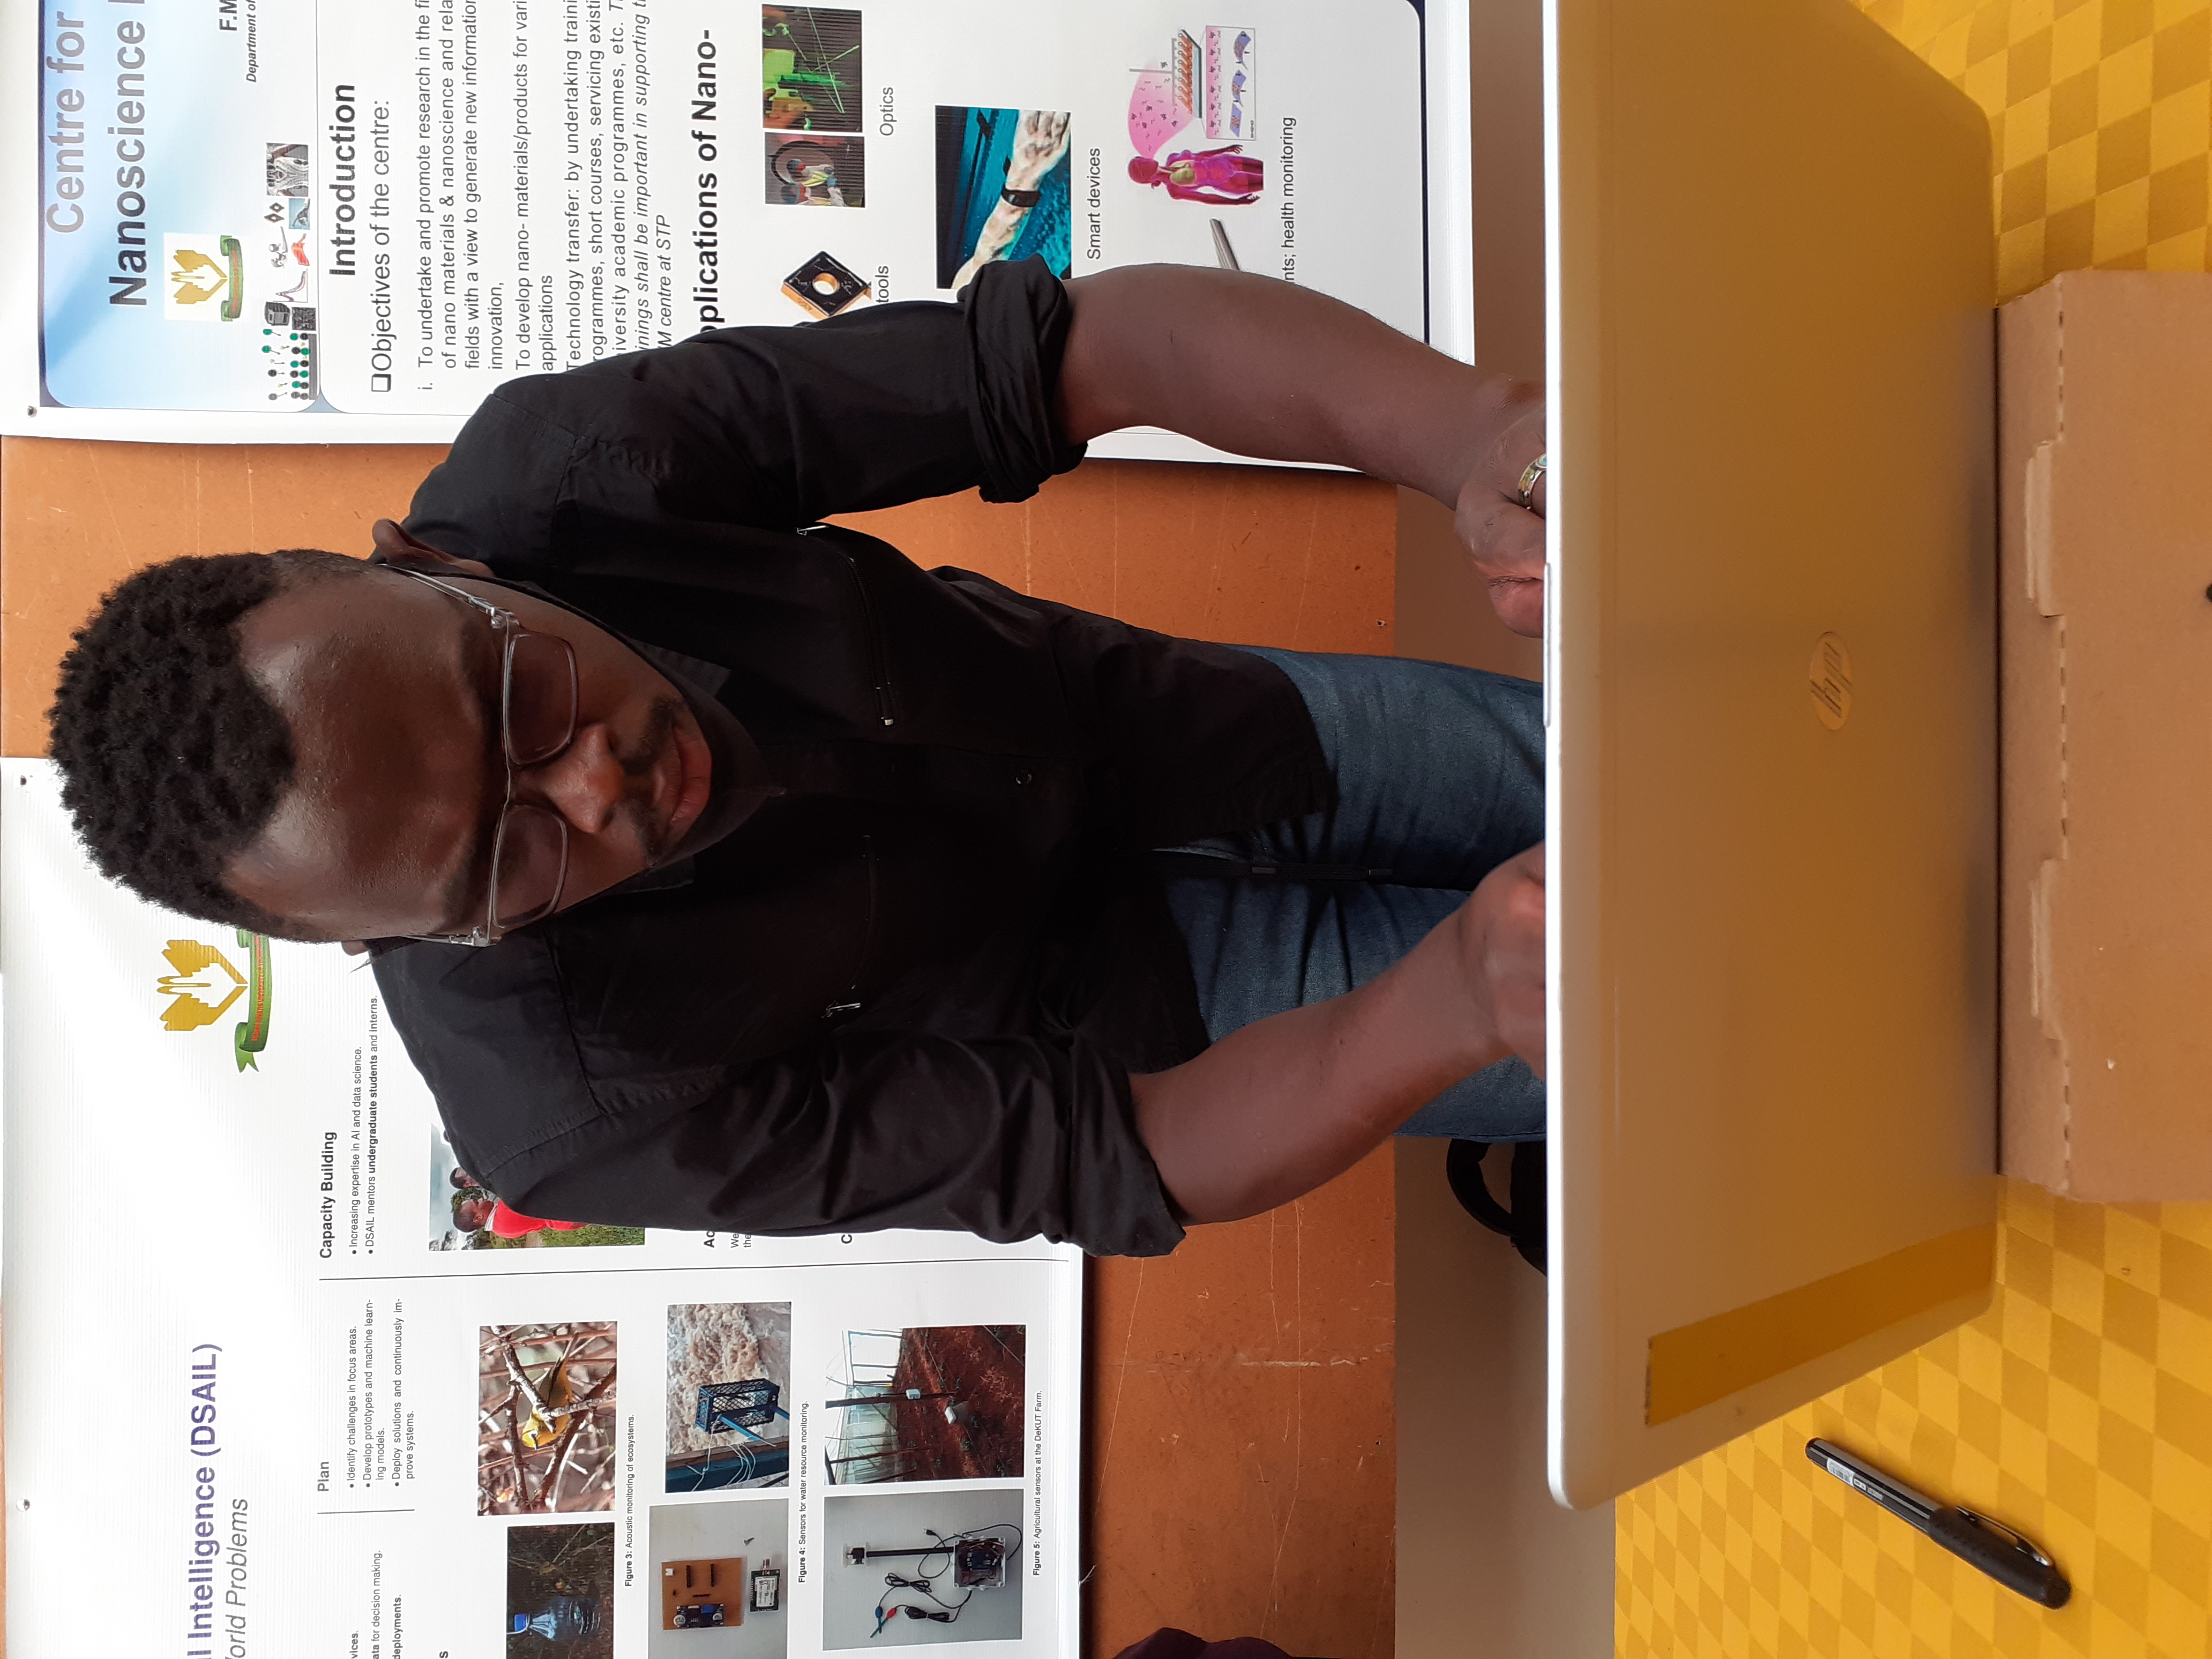 l Intelligence (DSAIL)
orld Problems
vices.
ata for decision making.
deployments.
s
Plan
• Identify challenges in focus areas.
• Develop prototypes and machine learn-
ing models.
• Deploy solutions and continuously im-
prove systems.
Capacity Building
• Increasing expertise in AI and data science.
• DSAIL mentors undergraduate students and interns.
Figure 3: Acoustic monitoring of ecosystems.
Figure 4: Sensors for water resource monitoring.
Figure 5: Agricultural sensors at the DeKUT Farm.
Ac
We
the
C
Centre for
Nanoscience
F.M
Department of
Introduction
❑Objectives of the centre:
i. To undertake and promote research in the fi
of nano materials & nanoscience and rela
fields with a view to generate new information
innovation,
To develop nano- materials/products for vari
applications
Technology transfer: by undertaking traini
rogrammes, short courses, servicing existi
iversity academic programmes, etc. T
inings shall be important in supporting t
M centre at STP
pplications of Nano-
tools
Optics
Smart devices
nts; health monitoring
hp